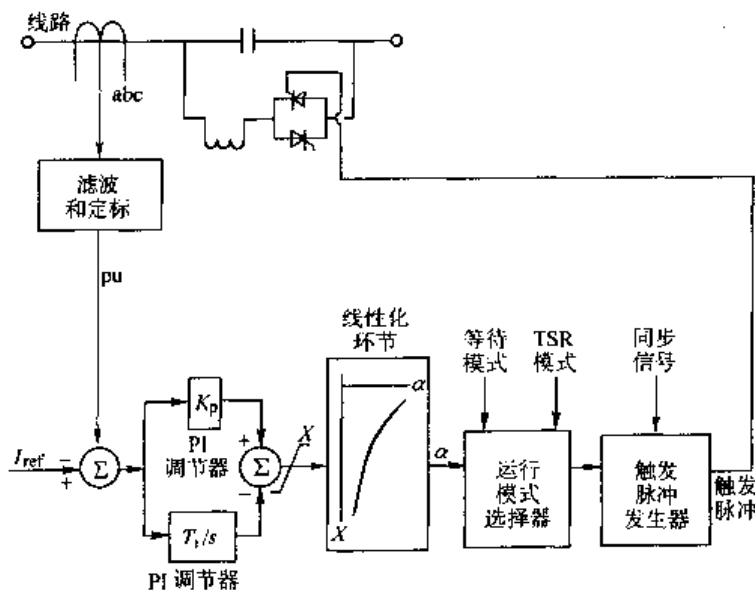 线路
abc
滤波
和定标
pu
线性化
环节
等待
模式
TSR
模式
同步
信号
α
K_p
PI
调节器
I_ref
−
+
Σ
+
−
Σ
X
X
T_i/s
PI 调节器
α
运行
模式
选择器
触发
脉冲
发生器
触发
脉冲